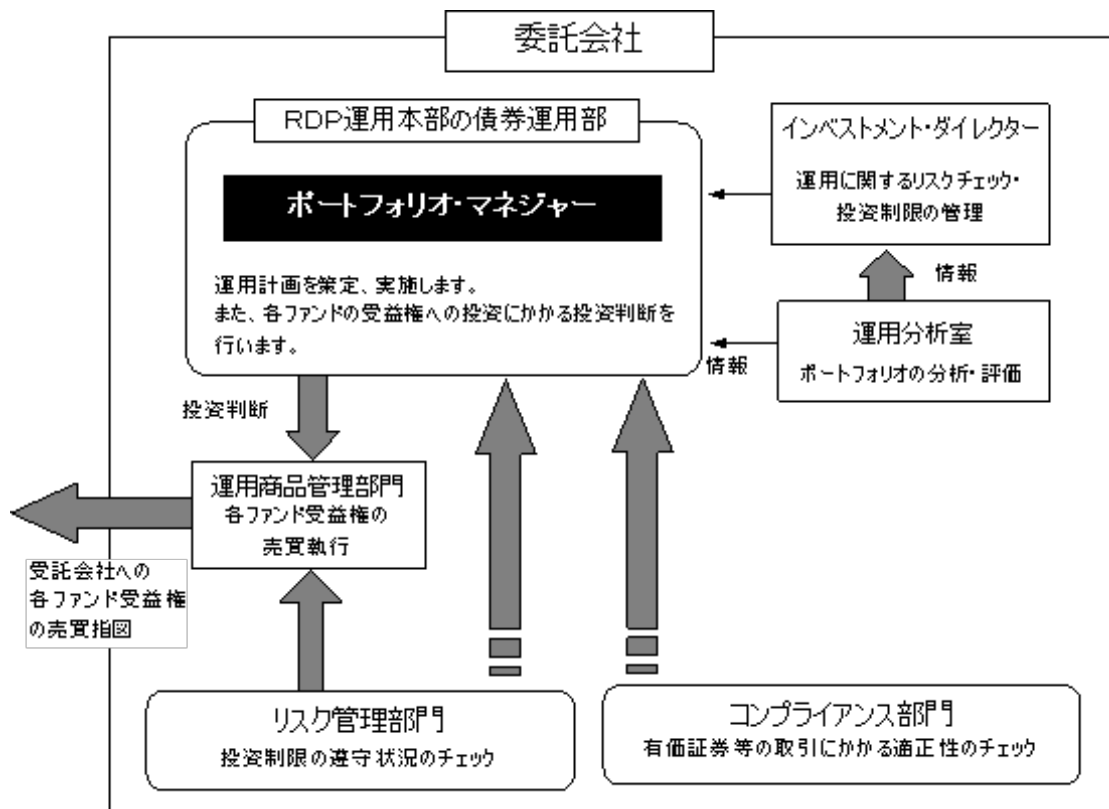 委託会社
RDP運用本部の債券運用部
ポートフォリオ・マネジャー
運用計画を策定、実施します。
また、各ファンドの受益権への投資にかかる投資判断を
行います。
インベストメント・ダイレクター
運用に関するリスクチェック・
投資制限の管理
情報
運用分析室
ポートフォリオの分析・評価
情報
投資判断
運用商品管理部門
各ファンド受益権の
売買執行
受託会社への
各ファンド受益権
の売買指図
リスク管理部門
投資制限の遵守状況のチェック
コンプライアンス部門
有価証券等の取引にかかる適正性のチェック